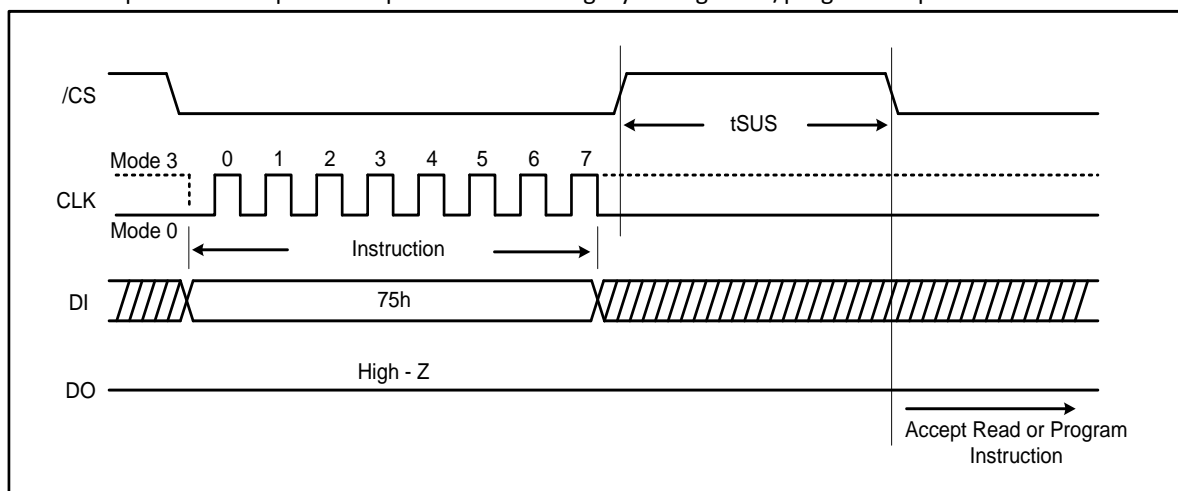 /CS
tSUS
Mode 3 0 1 2 3 4 5 6 7
CLK
Mode 0
Instruction
DI
75h
High - Z
DO
Accept Read or Program
Instruction